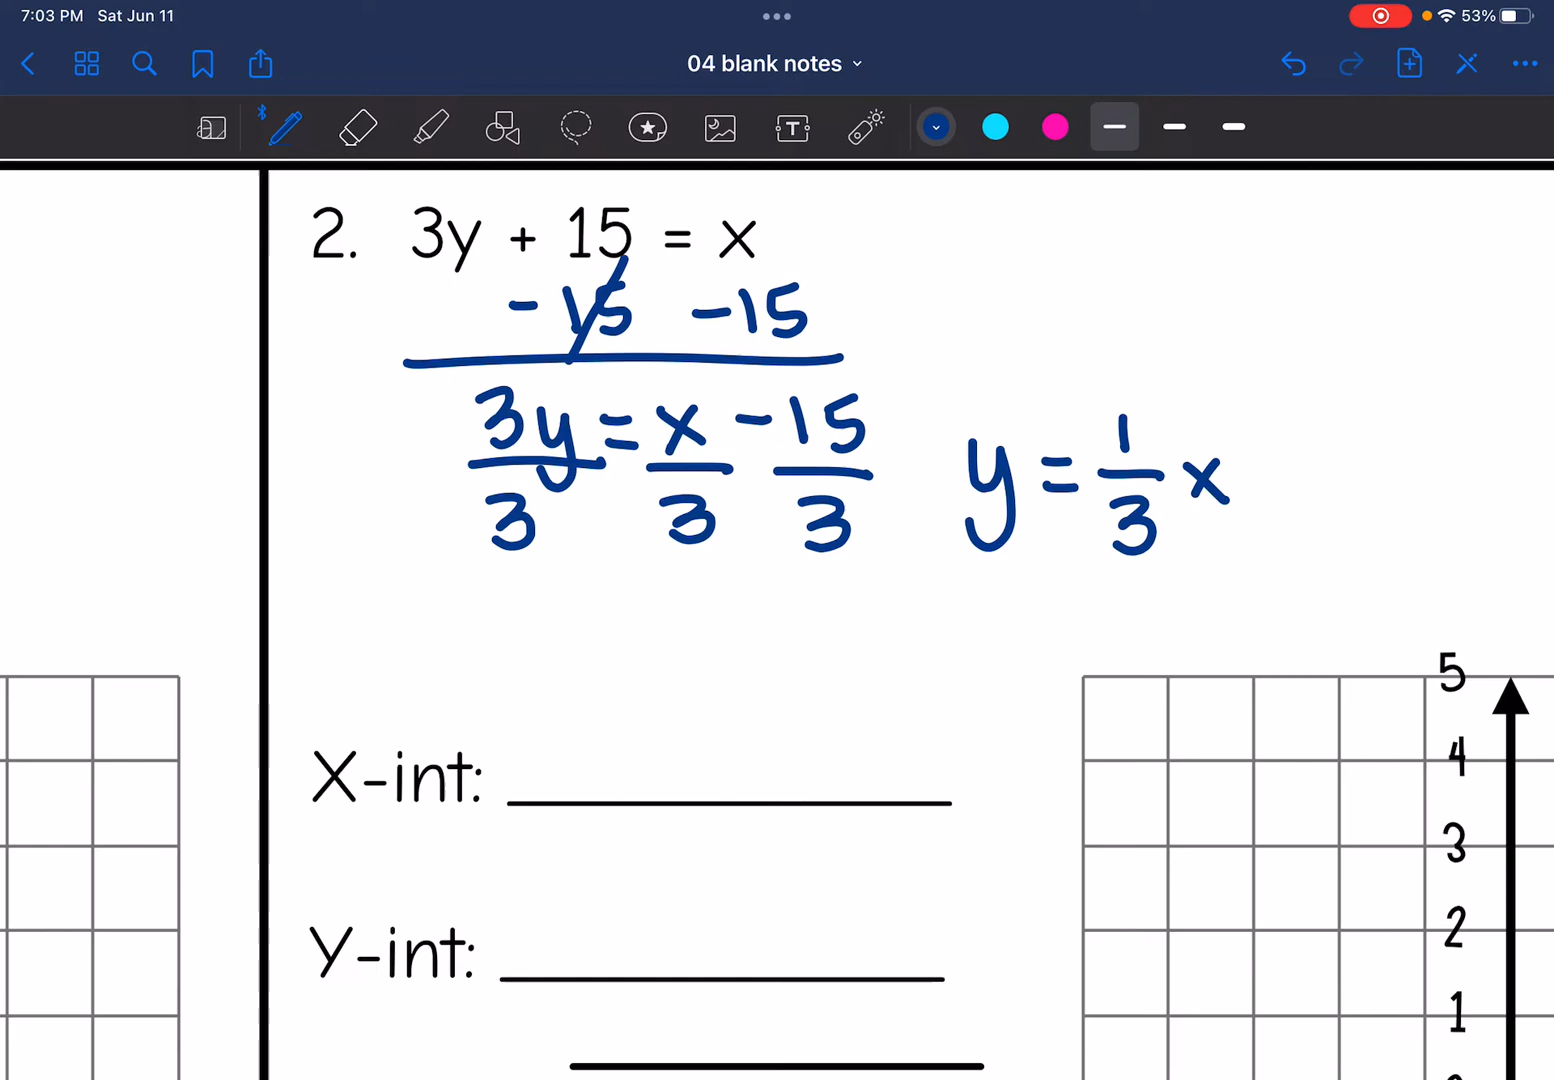 7:03 PM Sat Jun 11
53%
04 blank notes
T
2. 3y + 15 = x
- 15 - 15
3y = x - 15
3 3 3
y = 1/3 x
X-int:
Y-int:
5
4
3
2
1